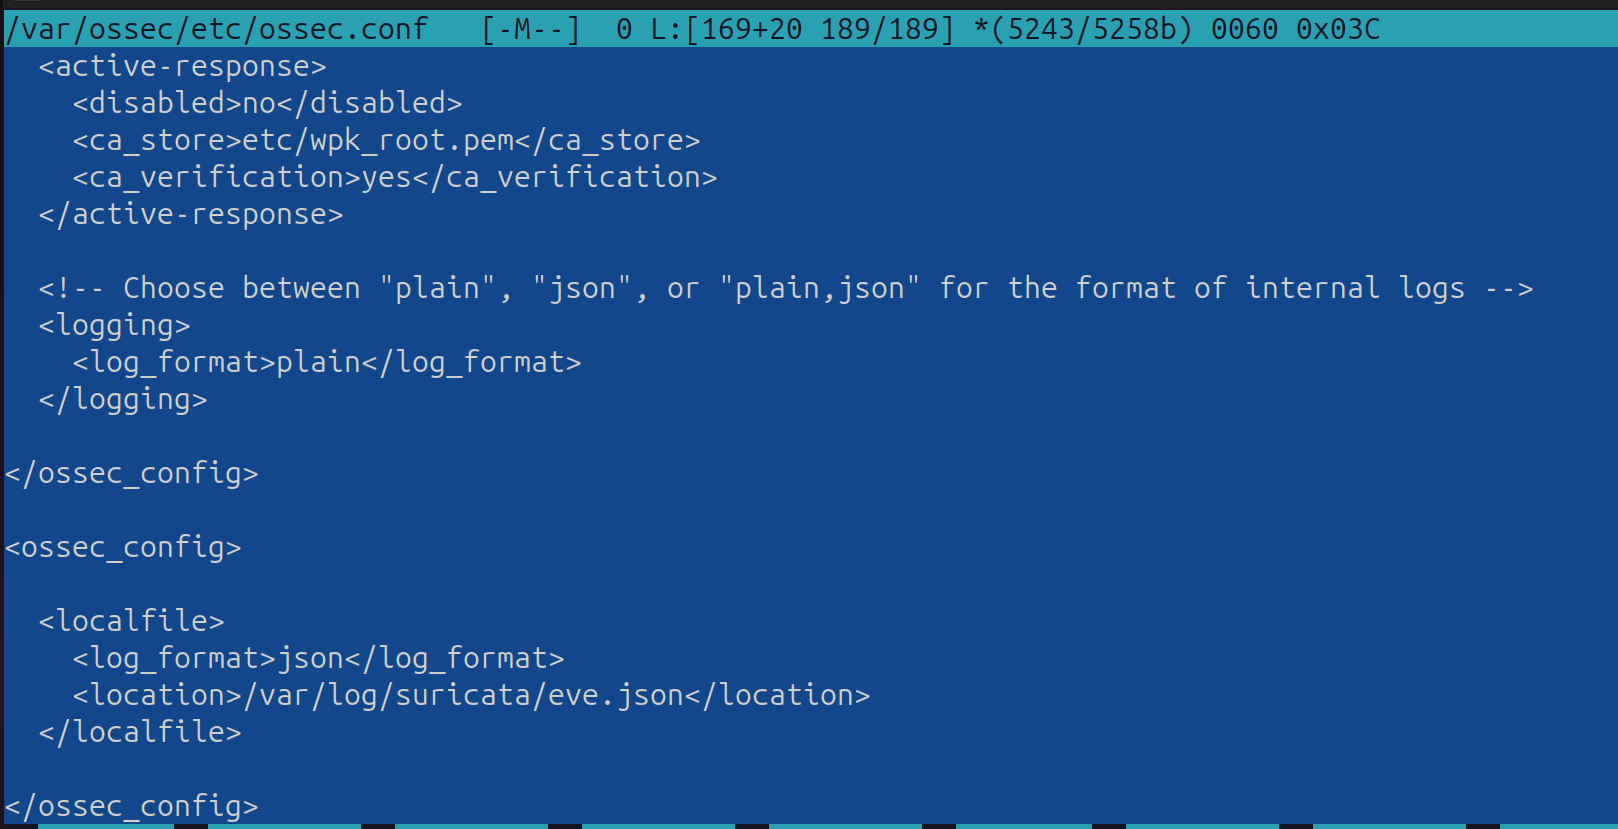 /var/ossec/etc/ossec.conf   [-M--]  0 L:[169+20 189/189] *(5243/5258b) 0060 0x03C
  <active-response>
    <disabled>no</disabled>
    <ca_store>etc/wpk_root.pem</ca_store>
    <ca_verification>yes</ca_verification>
  </active-response>

  <!-- Choose between "plain", "json", or "plain,json" for the format of internal logs -->
  <logging>
    <log_format>plain</log_format>
  </logging>

</ossec_config>

<ossec_config>

  <localfile>
    <log_format>json</log_format>
    <location>/var/log/suricata/eve.json</location>
  </localfile>

</ossec_config>